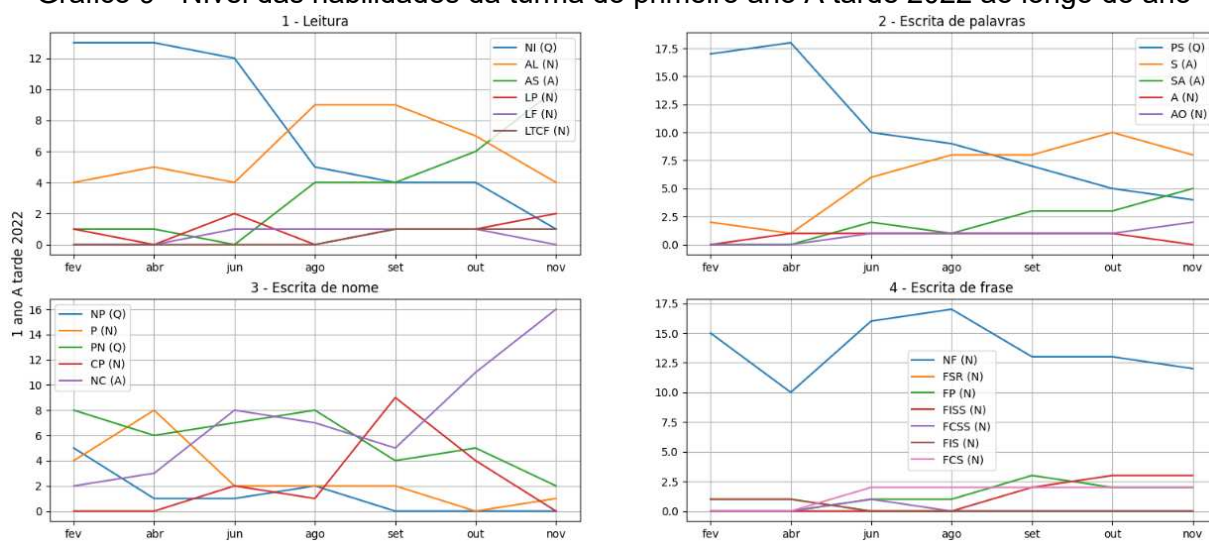 Gráfico 6 - Nível das habilidades da turma do primeiro ano A tarde 2022 ao longo do ano
1 - Leitura
12
10
8
6
4
2
0
NI (Q)
AL (N)
AS (A)
LP (N)
LF (N)
LTCF (N)
fev abr jun ago set out nov
2 - Escrita de palavras
17.5
15.0
12.5
10.0
7.5
5.0
2.5
0.0
PS (Q)
S (A)
SA (A)
A (N)
AO (N)
fev abr jun ago set out nov
1 ano A tarde 2022
3 - Escrita de nome
16
14
12
10
8
6
4
2
0
NP (Q)
P (N)
PN (Q)
CP (N)
NC (A)
fev abr jun ago set out nov
4 - Escrita de frase
17.5
15.0
12.5
10.0
7.5
5.0
2.5
0.0
NF (N)
FSR (N)
FP (N)
FISS (N)
FCSS (N)
FIS (N)
FCS (N)
fev abr jun ago set out nov